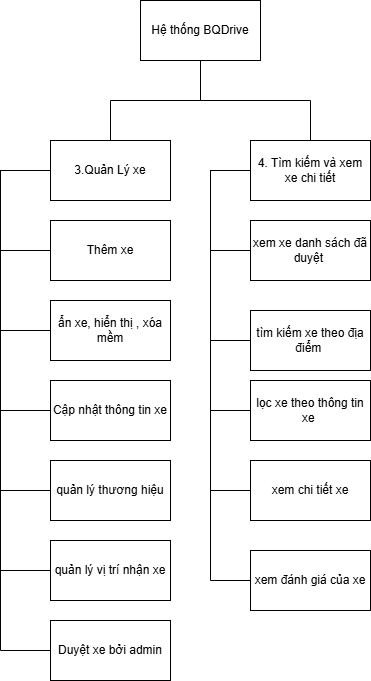 Hệ thống BQDrive
3.Quản Lý xe
4. Tìm kiếm và xem
xe chi tiết
Thêm xe
xem xe danh sách đã
duyệt
ẩn xe, hiển thị , xóa
mềm
tìm kiếm xe theo địa
điểm
Cập nhật thông tin xe
lọc xe theo thông tin
xe
quản lý thương hiệu
xem chi tiết xe
quản lý vị trí nhận xe
xem đánh giá của xe
Duyệt xe bởi admin